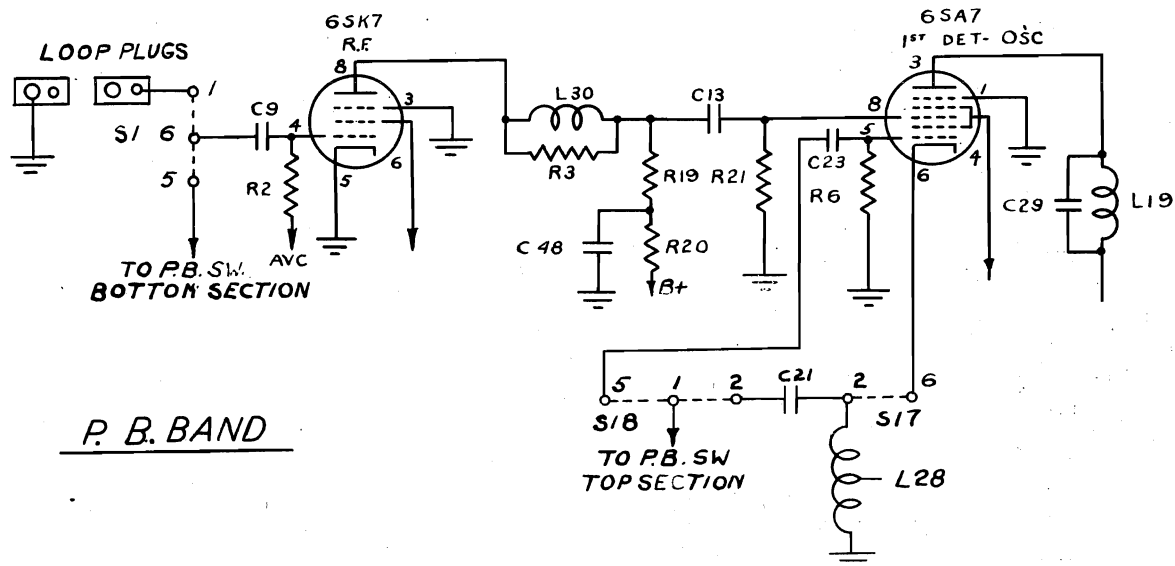 LOOP PLUGS
6SK7
R.F.
8
3
4
5
6
1
S1 6
5
C9
R2
AVC
TO P.B. SW.
BOTTOM SECTION
L30
R3
C13
R19
R21
C48
R20
B+
6SA7
1ST DET- OSC
3
1
8
5
4
6
C23
R6
C29
L19
5
1
2
C21
2
6
S18
S17
TO P.B. SW
TOP SECTION
L28
P. B. BAND